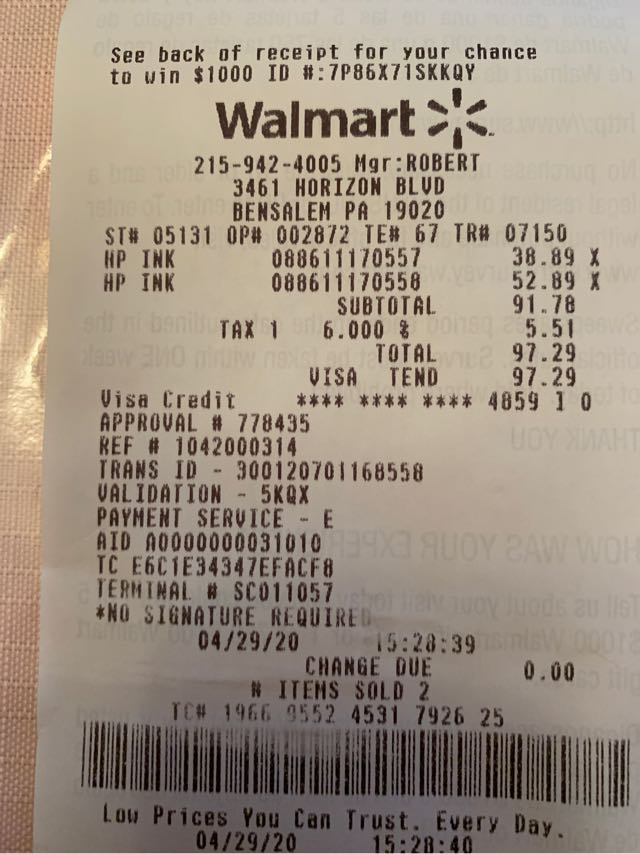 See back of receipt for your chance
to win $1000 ID #:7P86X71SKKQY
Walmart
215-942-4005 Mgr:ROBERT
3461 HORIZON BLVD
BENSALEM PA 19020
ST# 05131 OP# 002872 TE# 67 TR# 07150
HP INK 088611170557 38.89 X
HP INK 088611170558 52.89 X
SUBTOTAL 91.78
TAX 1 6.000 % 5.51
TOTAL 97.29
VISA TEND 97.29
Visa Credit **** **** **** 4859 I 0
APPROVAL # 778435
REF # 1042000314
TRANS ID - 300120701168558
VALIDATION - 5KQX
PAYMENT SERVICE - E
AID A0000000031010
TC E6C1E34347EFACF8
TERMINAL # SC011057
*NO SIGNATURE REQUIRED
04/29/20 15:28:39
CHANGE DUE 0.00
# ITEMS SOLD 2
TC# 1966 9552 4531 7926 25
Low Prices You Can Trust. Every Day.
04/29/20 15:28:40